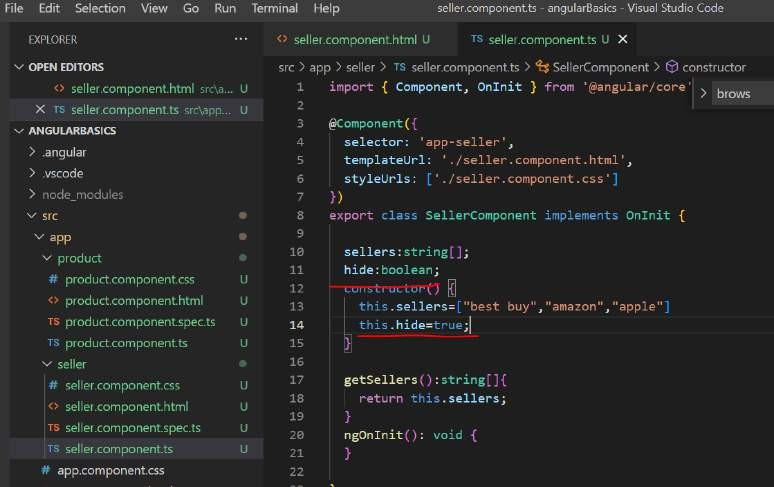 File Edit Selection View Go Run Terminal Help seller.component.ts - angularBasics - Visual Studio Code
EXPLORER ...
OPEN EDITORS
<> seller.component.html src\a... U
TS seller.component.ts src\app... U
ANGULARBASICS
.angular
.vscode
node_modules
src
app
product
# product.component.css U
<> product.component.html U
TS product.component.spec.ts U
TS product.component.ts U
seller
# seller.component.css U
<> seller.component.html U
TS seller.component.spec.ts U
TS seller.component.ts U
# app.component.css
<> seller.component.html U TS seller.component.ts U
src > app > seller > TS seller.component.ts > SellerComponent > constructor
brows
1 import { Component, OnInit } from '@angular/core'
2
3 @Component({
4 selector: 'app-seller',
5 templateUrl: './seller.component.html',
6 styleUrls: ['./seller.component.css']
7 })
8 export class SellerComponent implements OnInit {
9
10 sellers:string[];
11 hide:boolean;
12 constructor() {
13 this.sellers=["best buy","amazon","apple"]
14 this.hide=true;
15 }
16
17 getSellers():string[]{
18 return this.sellers;
19 }
20 ngOnInit(): void {
21 }
22